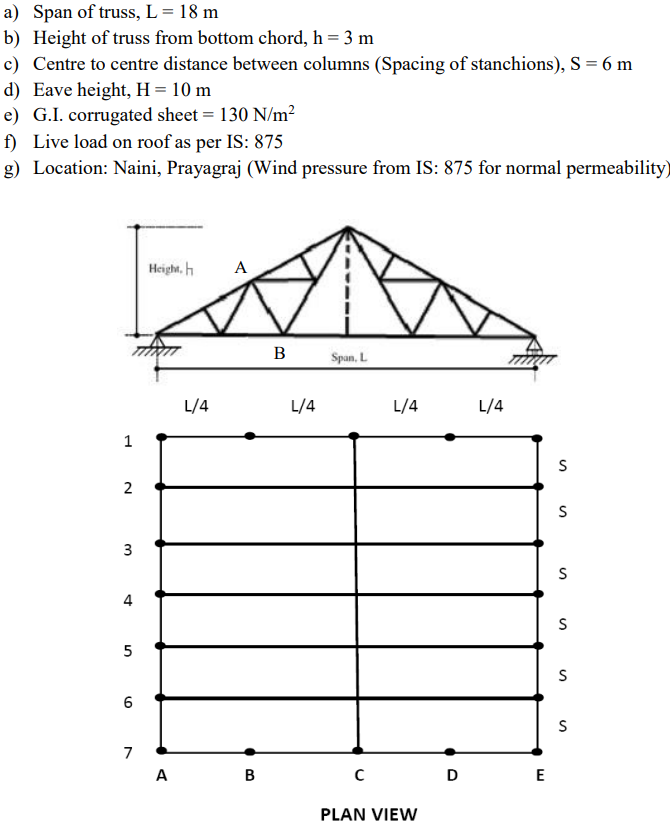 a) Span of truss, L = 18 m
b) Height of truss from bottom chord, h = 3 m
c) Centre to centre distance between columns (Spacing of stanchions), S = 6 m
d) Eave height, H = 10 m
e) G.I. corrugated sheet = 130 N/m²
f) Live load on roof as per IS: 875
g) Location: Naini, Prayagraj (Wind pressure from IS: 875 for normal permeability)
Height, h
A
B
Span, L
L/4 L/4 L/4 L/4
1
S
2
S
3
S
4
S
5
S
6
S
7
A B C D E
PLAN VIEW